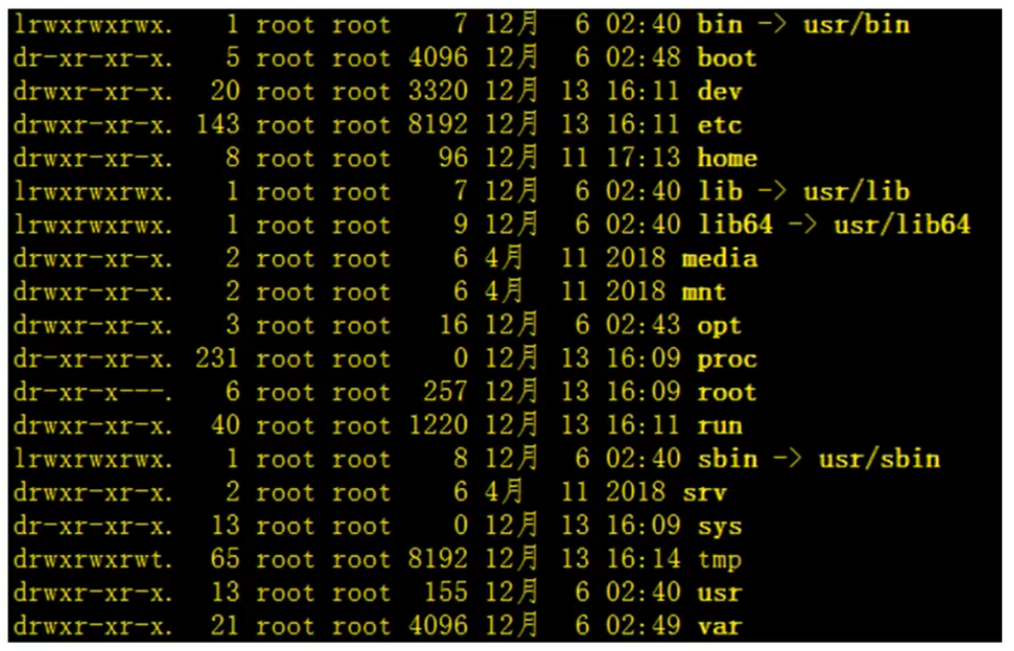 lrwxrwxrwx.   1 root root    7 12月   6 02:40 bin -> usr/bin
dr-xr-xr-x.   5 root root 4096 12月   6 02:48 boot
drwxr-xr-x.  20 root root 3320 12月  13 16:11 dev
drwxr-xr-x. 143 root root 8192 12月  13 16:11 etc
drwxr-xr-x.   8 root root   96 12月  11 17:13 home
lrwxrwxrwx.   1 root root    7 12月   6 02:40 lib -> usr/lib
lrwxrwxrwx.   1 root root    9 12月   6 02:40 lib64 -> usr/lib64
drwxr-xr-x.   2 root root    6 4月   11 2018 media
drwxr-xr-x.   2 root root    6 4月   11 2018 mnt
drwxr-xr-x.   3 root root   16 12月   6 02:43 opt
dr-xr-xr-x. 231 root root    0 12月  13 16:09 proc
dr-xr-x---.   6 root root  257 12月  13 16:09 root
drwxr-xr-x.  40 root root 1220 12月  13 16:11 run
lrwxrwxrwx.   1 root root    8 12月   6 02:40 sbin -> usr/sbin
drwxr-xr-x.   2 root root    6 4月   11 2018 srv
dr-xr-xr-x.  13 root root    0 12月  13 16:09 sys
drwxrwxrwt.  65 root root 8192 12月  13 16:14 tmp
drwxr-xr-x.  13 root root  155 12月   6 02:40 usr
drwxr-xr-x.  21 root root 4096 12月   6 02:49 var